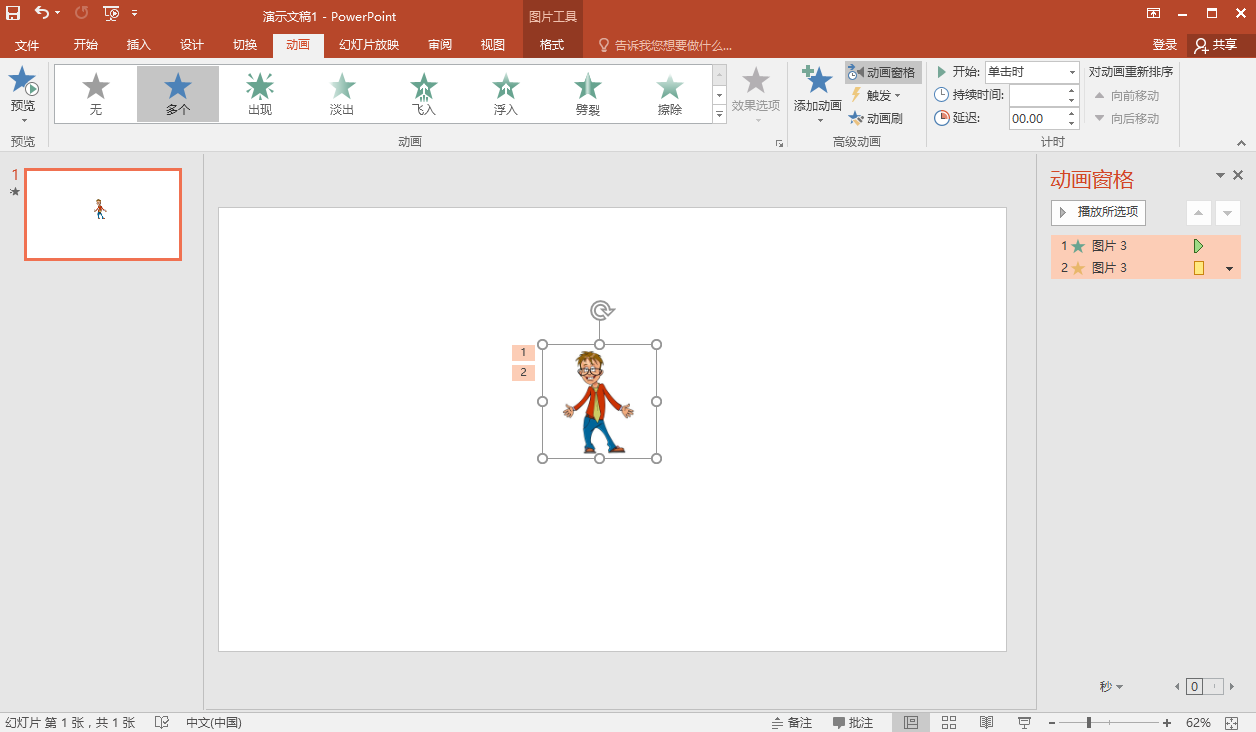 演示文稿1 - PowerPoint
图片工具
文件 开始 插入 设计 切换 动画 幻灯片放映 审阅 视图 格式 告诉我您想要做什么... 登录 共享
预览
无 多个 出现 淡出 飞入 浮入 劈裂 擦除
效果选项
添加动画
动画窗格
触发
动画刷
开始: 单击时
持续时间:
延迟: 00.00
对动画重新排序
向前移动
向后移动
预览 动画 高级动画 计时
1
1
2
动画窗格
播放所选项
1 图片 3
2 图片 3
秒 0
幻灯片 第 1 张，共 1 张 中文(中国) 备注 批注 62%